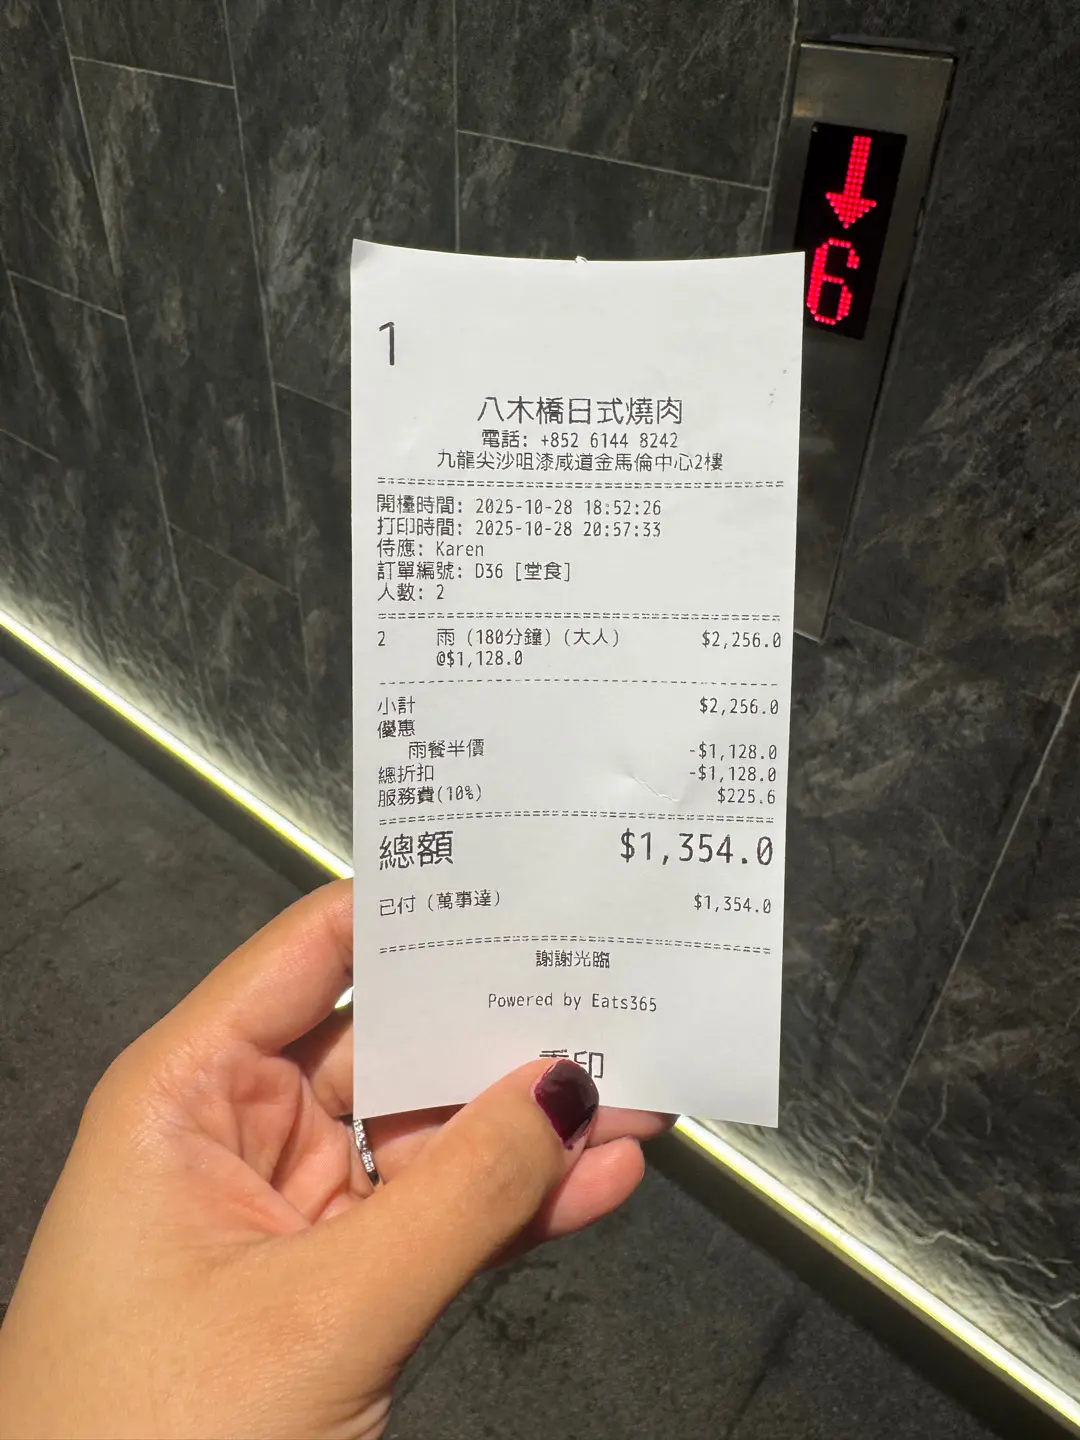 6
1
八木橋日式燒肉
電話: +852 6144 8242
九龍尖沙咀漆咸道金馬倫中心2樓
開檯時間: 2025-10-28 18:52:26
打印時間: 2025-10-28 20:57:33
侍應: Karen
訂單編號: D36 [堂食]
人數: 2
2 雨 (180分鐘) (大人) $2,256.0
@$1,128.0
小計 $2,256.0
優惠
雨餐半價 -$1,128.0
總折扣 -$1,128.0
服務費(10%) $225.6
總額 $1,354.0
已付 (萬事達) $1,354.0
謝謝光臨
Powered by Eats365
印